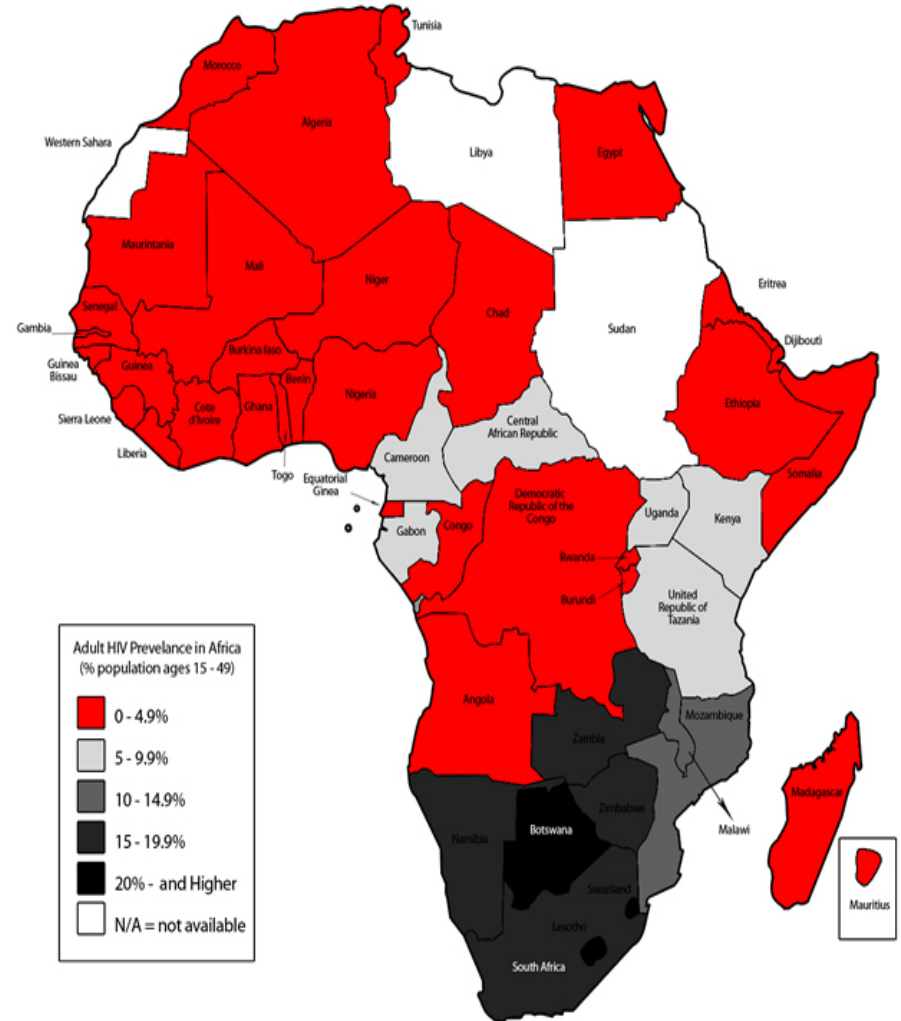 Tunisia
Morocco
Algeria
Western Sahara
Libya
Egypt
Maurintania
Mali
Niger
Chad
Sudan
Eritrea
Senegal
Gambia
Djibouti
Guinea
Bissau
Guinea
Burkina faso
Benin
Nigeria
Ethiopia
Cote
d'Ivoire
Ghana
Sierra Leone
Central
African Republic
Liberia
Cameroon
Togo
Equatorial
Ginea
Somalia
Democratic
Republic of the
Congo
Gabon
Congo
Uganda
Kenya
Rwanda
Burundi
United
Republic of
Tazania
Adult HIV Prevelance in Africa
(% population ages 15 - 49)
0 - 4.9%
5 - 9.9%
10 - 14.9%
15 - 19.9%
20% - and Higher
N/A = not available
Angola
Mozambique
Zambia
Madagascar
Malawi
Zimbabwe
Namibia
Botswana
Swaziland
Mauritius
Lesotho
South Africa